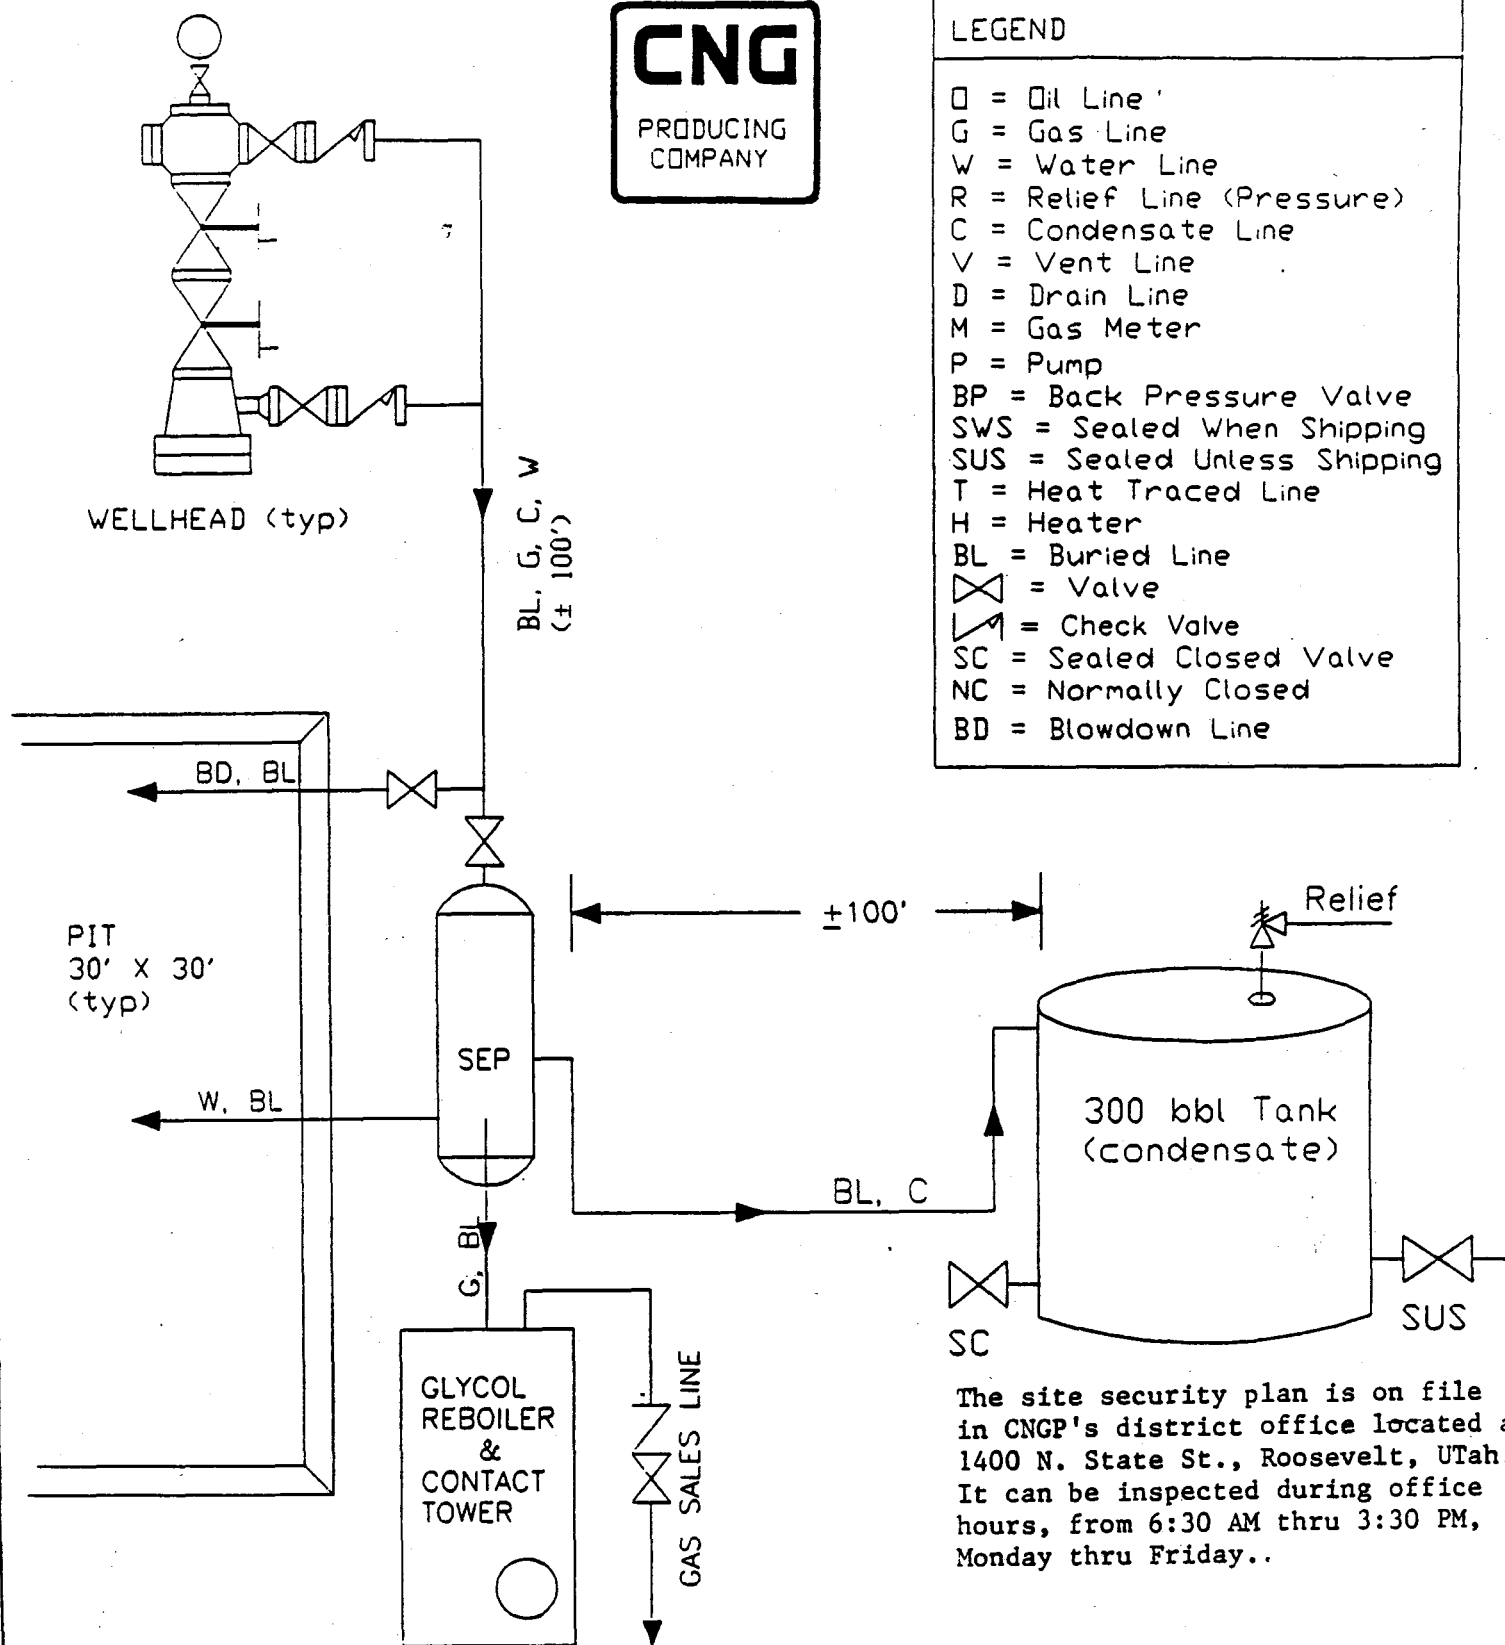 CNG
PRODUCING
COMPANY
LEGEND
O = Oil Line
G = Gas Line
W = Water Line
R = Relief Line (Pressure)
C = Condensate Line
V = Vent Line
D = Drain Line
M = Gas Meter
P = Pump
BP = Back Pressure Valve
SWS = Sealed When Shipping
SUS = Sealed Unless Shipping
T = Heat Traced Line
H = Heater
BL = Buried Line
= Valve
= Check Valve
SC = Sealed Closed Valve
NC = Normally Closed
BD = Blowdown Line
WELLHEAD (typ)
BL, G, C, W
(± 100')
BD, BL
PIT
30' X 30'
(typ)
±100'
Relief
SEP
W, BL
300 bbl Tank
(condensate)
BL, C
G, BL
SC
SUS
GLYCOL
REBOILER
&
CONTACT
TOWER
GAS SALES LINE
The site security plan is on file
in CNGP's district office located a
1400 N. State St., Roosevelt, UTah
It can be inspected during office
hours, from 6:30 AM thru 3:30 PM,
Monday thru Friday..